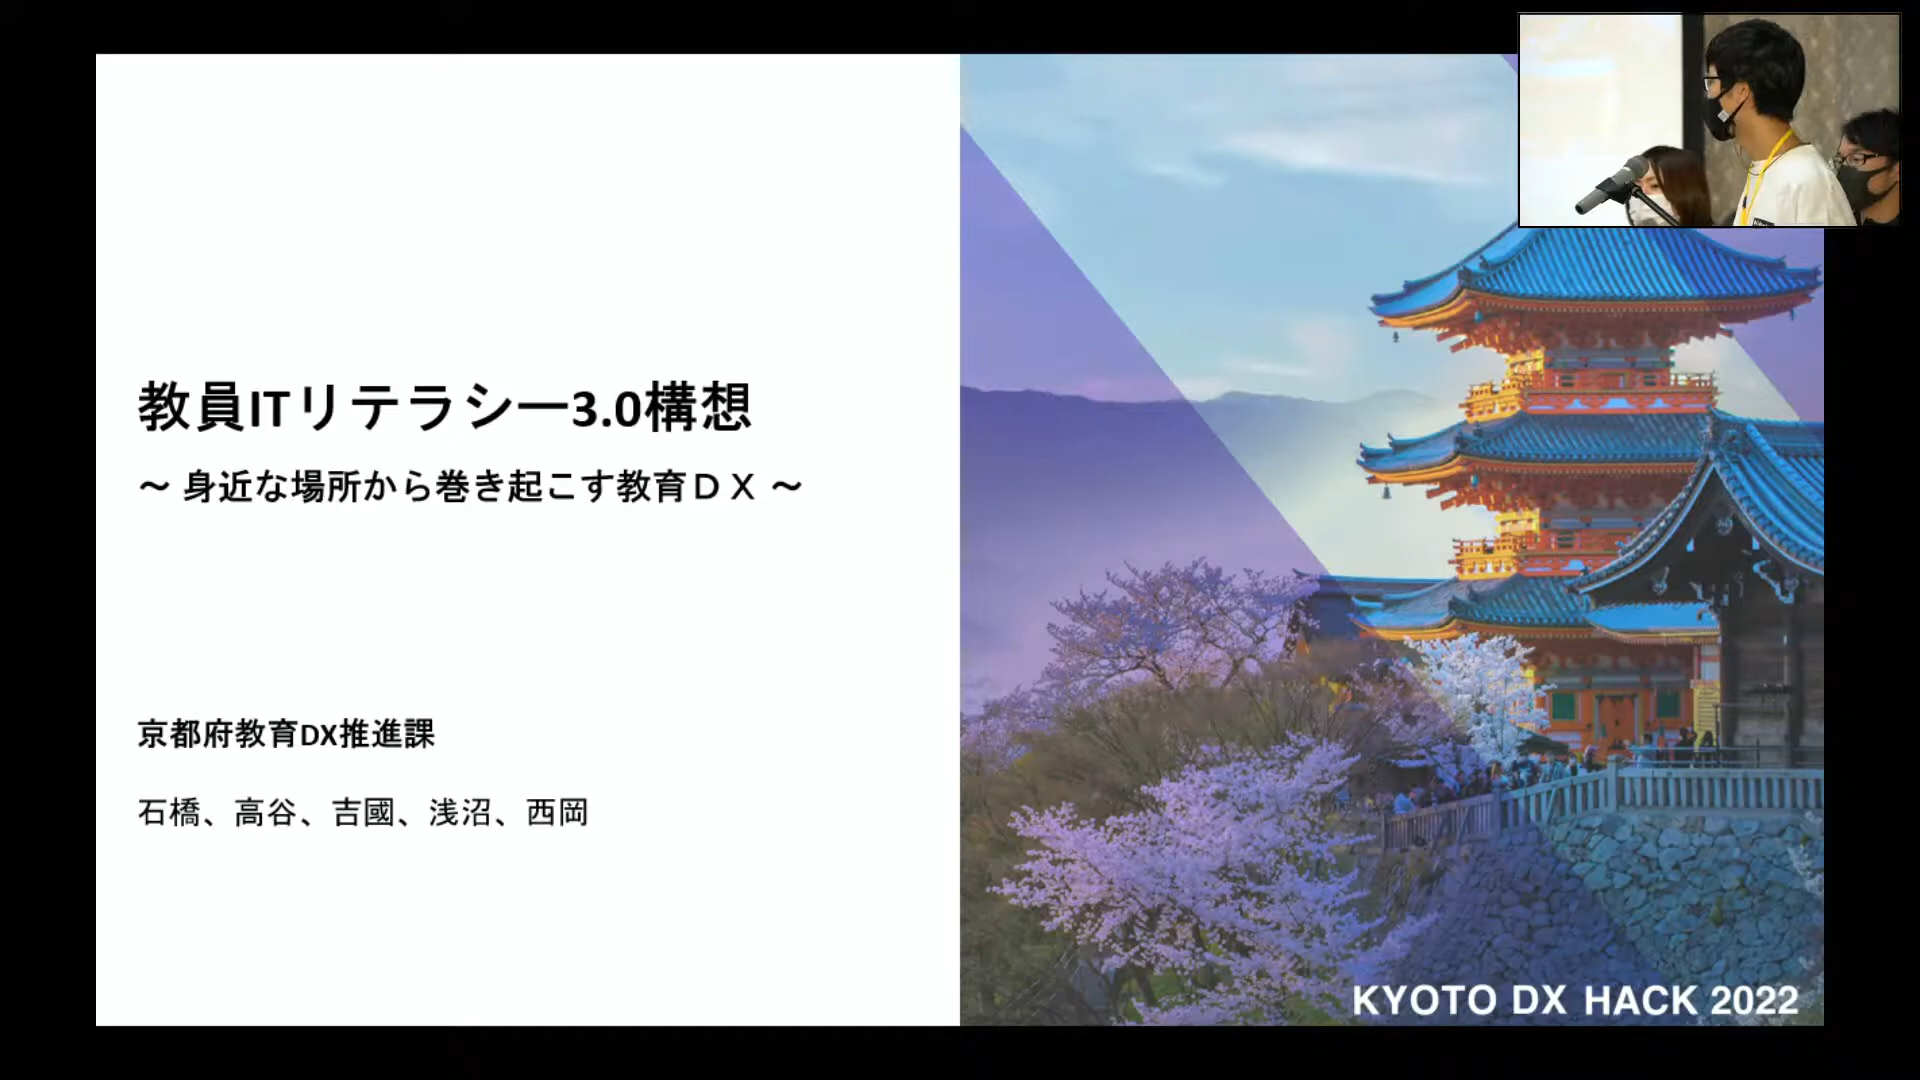 教員ITリテラシー3.0構想
～ 身近な場所から巻き起こす教育ＤＸ ～
京都府教育DX推進課
石橋、高谷、吉國、浅沼、西岡
KYOTO DX HACK 2022